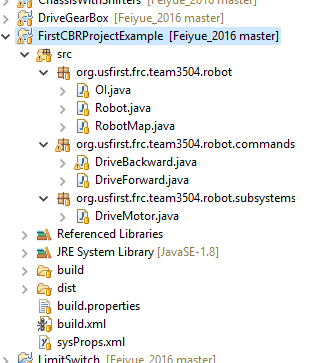 ChassisWithShifters [Feiyue_2016 master]
DriveGearBox [Feiyue_2016 master]
FirstCBRProjectExample [Feiyue_2016 master]
src
org.usfirst.frc.team3504.robot
OI.java
Robot.java
RobotMap.java
org.usfirst.frc.team3504.robot.commands
DriveBackward.java
DriveForward.java
org.usfirst.frc.team3504.robot.subsystems
DriveMotor.java
Referenced Libraries
JRE System Library [JavaSE-1.8]
build
dist
build.properties
build.xml
sysProps.xml
LimitSwitch [Feiyue_2016 master]